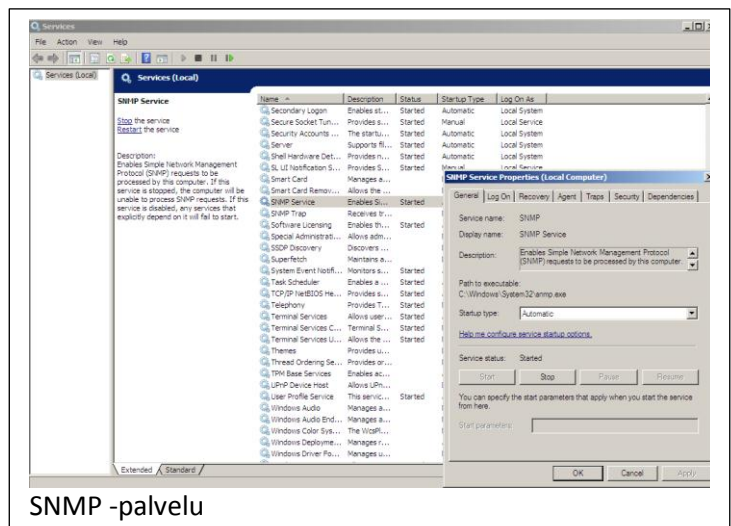 Services
File Action View Help
Services (Local)
Services (Local)
SNMP Service
Stop the service
Restart the service
Description:
Enables Simple Network Management
Protocol (SNMP) requests to be
processed by this computer. If this
service is stopped, the computer will be
unable to process SNMP requests. If this
service is disabled, any services that
explicitly depend on it will fail to start.
Name Description Status Startup Type Log On As
Secondary Logon Enables st... Started Automatic Local System
Secure Socket Tun... Provides s... Started Manual Local Service
Security Accounts ... The startu... Started Automatic Local System
Server Supports fil... Started Automatic Local System
Shell Hardware Det... Provides n... Started Automatic Local System
SL UI Notification S... Provides S... Started Manual Local Service
Smart Card Manages a...
Smart Card Remov... Allows the ...
SNMP Service Enables Si... Started
SNMP Trap Receives tr...
Software Licensing Enables th... Started
Special Administrati... Allows adm...
SSDP Discovery Discovers ...
Superfetch Maintains a...
System Event Notifi... Monitors s... Started
Task Scheduler Enables a ... Started
TCP/IP NetBIOS He... Provides s... Started
Telephony Provides T... Started
Terminal Services Allows user... Started
Terminal Services C... Terminal S... Started
Terminal Services U... Allows the ... Started
Themes Provides u...
Thread Ordering Se... Provides or...
TPM Base Services Enables ac...
UPnP Device Host Allows UPn...
User Profile Service This servic... Started
Windows Audio Manages a...
Windows Audio End... Manages a...
Windows Color Sys... The WcsPl...
Windows Deployme... Manages r...
Windows Driver Fo... Manages u...
Extended Standard
SNMP Service Properties (Local Computer)
General Log On Recovery Agent Traps Security Dependencies
Service name: SNMP
Display name: SNMP Service
Description: Enables Simple Network Management Protocol
(SNMP) requests to be processed by this computer.
Path to executable:
C:\Windows\System32\snmp.exe
Startup type: Automatic
Help me configure service startup options.
Service status: Started
Start Stop Pause Resume
You can specify the start parameters that apply when you start the service
from here.
Start parameters:
OK Cancel Apply
SNMP -palvelu